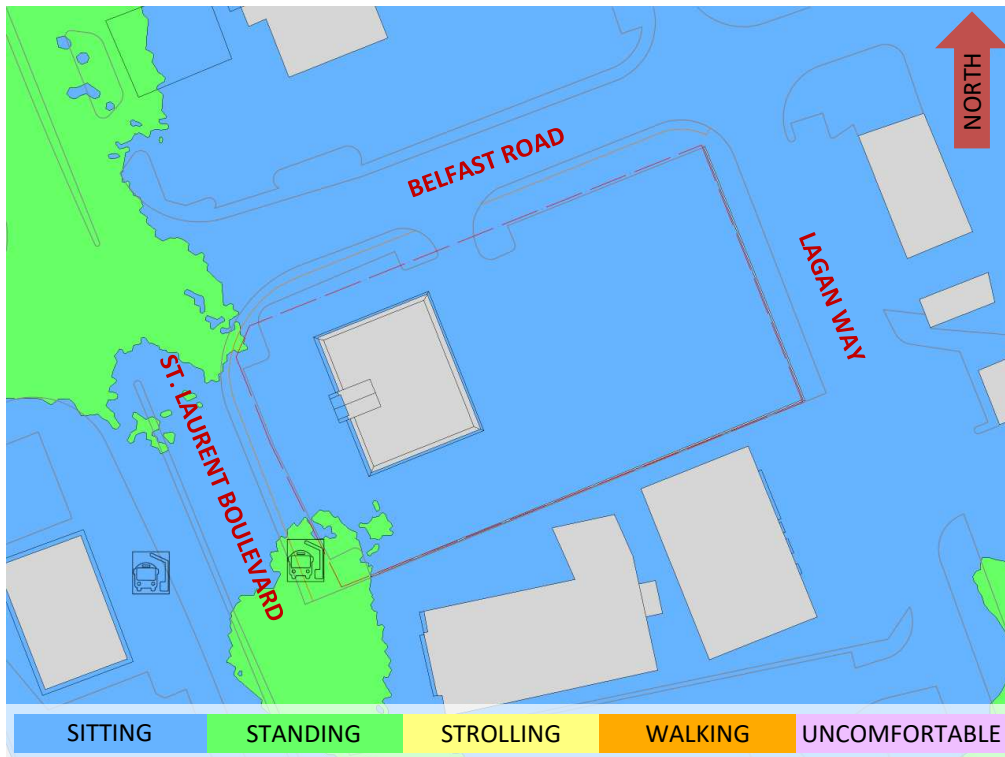 NORTH
BELFAST ROAD
LAGAN WAY
ST. LAURENT BOULEVARD
SITTING
STANDING
STROLLING
WALKING
UNCOMFORTABLE